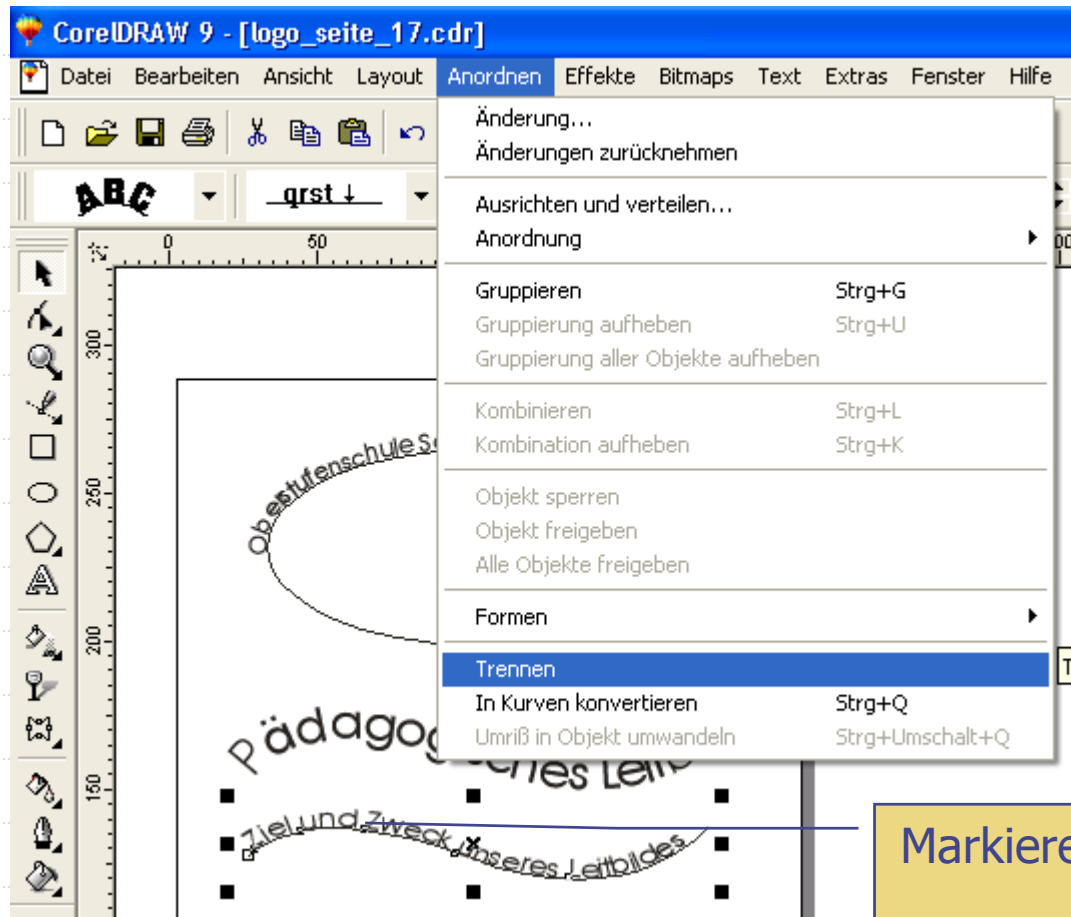 CorelDRAW 9 - [logo_seite_17.cdr]
Datei Bearbeiten Ansicht Layout Anordnen Effekte Bitmaps Text Extras Fenster Hilfe
Änderung...
Änderungen zurücknehmen
ABC qrst ↓
Ausrichten und verteilen...
Anordnung
0 50
Gruppieren Strg+G
Gruppierung aufheben Strg+U
Gruppierung aller Objekte aufheben
Kombinieren Strg+L
Kombination aufheben Strg+K
Objekt sperren
Objekt freigeben
Alle Objekte freigeben
Formen
Trennen
In Kurven konvertieren Strg+Q
Umriß in Objekt umwandeln Strg+Umschalt+Q
300
250
200
150
Oberstufenschule
Pädagogisches
Ziel und Zweck unseres Leitbildes
Markiere